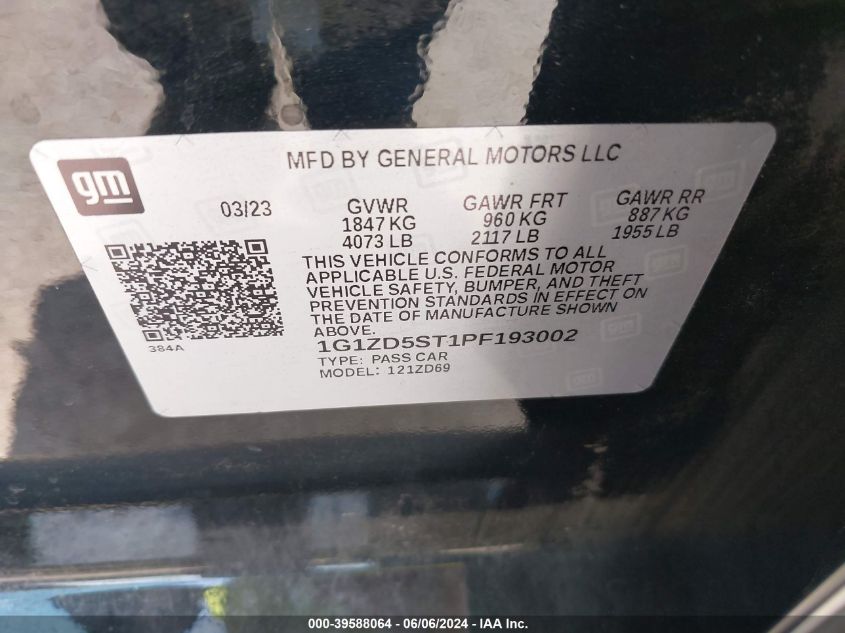 MFD BY GENERAL MOTORS LLC
gm
03/23
GVWR
1847 KG
4073 LB
GAWR FRT
960 KG
2117 LB
GAWR RR
887 KG
1955 LB
THIS VEHICLE CONFORMS TO ALL
APPLICABLE U.S. FEDERAL MOTOR
VEHICLE SAFETY, BUMPER, AND THEFT
PREVENTION STANDARDS IN EFFECT ON
THE DATE OF MANUFACTURE SHOWN
ABOVE.
384A
1G1ZD5ST1PF193002
TYPE: PASS CAR
MODEL: 121ZD69
000-39588064 - 06/06/2024 - IAA Inc.